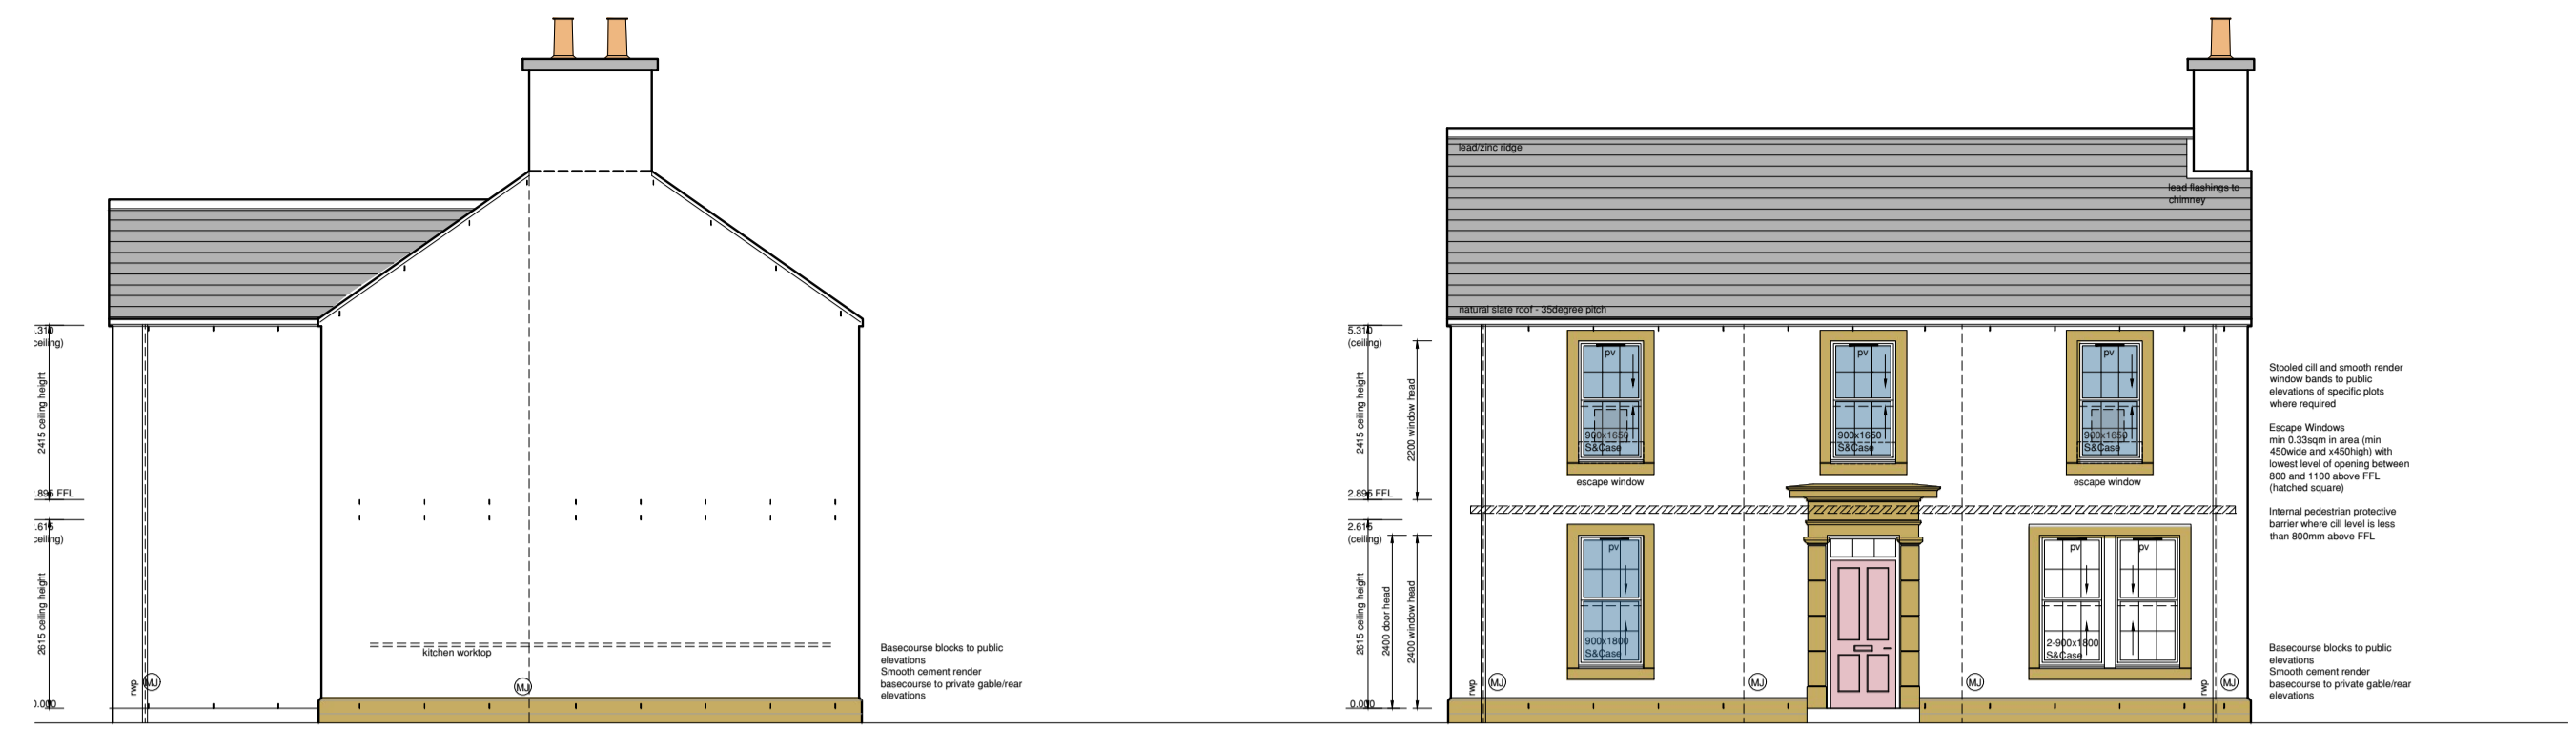 .310
ceiling)
2415 ceiling height
.895 FFL
.615
ceiling)
2615 ceiling height
0.000
rwp
MJ
kitchen worktop
MJ
Basecourse blocks to public
elevations
Smooth cement render
basecourse to private gable/rear
elevations
lead/zinc ridge
lead flashings to
chimney
natural slate roof - 35degree pitch
5.310
(ceiling)
2415 ceiling height
2200 window head
2.895 FFL
2.615
(ceiling)
2615 ceiling height
2400 door head
2400 window head
0.000
pv
900x1650
S&Case
escape window
pv
900x1650
S&Case
pv
900x1650
S&Case
escape window
pv
900x1800
S&Case
pv
pv
2-900x1800
S&Case
rwp
MJ
MJ
MJ
rwp
MJ
Stooled cill and smooth render
window bands to public
elevations of specific plots
where required
Escape Windows
min 0.33sqm in area (min
450wide and x450high) with
lowest level of opening between
800 and 1100 above FFL
(hatched square)
Internal pedestrian protective
barrier where cill level is less
than 800mm above FFL
Basecourse blocks to public
elevations
Smooth cement render
basecourse to private gable/rear
elevations